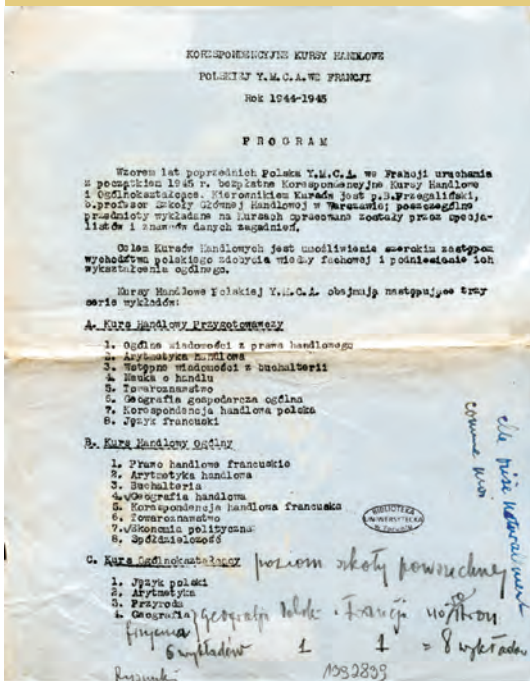 KORESPONDENCYJNE KURSY HANDLOWE
POLSKIEJ Y.M.C.A. WE FRANCJI
Rok 1944-1945
P R O G R A M
Wzorem lat poprzednich Polska Y.M.C.A. we Francji uruchamia
z początkiem 1945 r. bezpłatne Korespondencyjne Kursy Handlowe
i Ogólnokształcące. Kierownikiem Kursów jest p.B.Przegaliński,
b.profesor Szkoły Głównej Handlowej w Warszawie; poszczególne
przedmioty wykładane na Kursach opracowane zostały przez specja-
listów i znawców danych zagadnień.
Celem Kursów Handlowych jest umożliwienie szerokim zastępom
wychodźtwa polskiego zdobycia wiedzy fachowej i podniesienie ich
wykształcenia ogólnego.
Kursy Handlowe Polskiej Y.M.C.A. obejmują następujące trzy
serie wykładów:
A. Kurs Handlowy Przygotowawczy
1. Ogólne wiadomości z prawa handlowego
2. Arytmetyka handlowa
3. Wstępne wiadomości z buchalterii
4. Nauka o handlu
5. Towaroznawstwo
6. Geografia gospodarcza ogólna
7. Korespondencja handlowa polska
8. Język francuski
B. Kurs Handlowy Ogólny
1. Prawo handlowe francuskie
2. Arytmetyka handlowa
3. Buchalteria
4. Geografia handlowa
5. Korespondencja handlowa francuska
6. Towaroznawstwo
7. Ekonomia polityczna
8. Spółdzielczość
BIBLIOTEKA
UNIWERSYTECKA
w Toruniu
C. Kurs Ogólnokształcący poziom szkoły powszechnej
1. Język polski
2. Arytmetyka
3. Przyroda
4. Geografia Geografja Polski i Francji
6 wykładów 1 1 = 8 wykładów
Rysunki 1992899